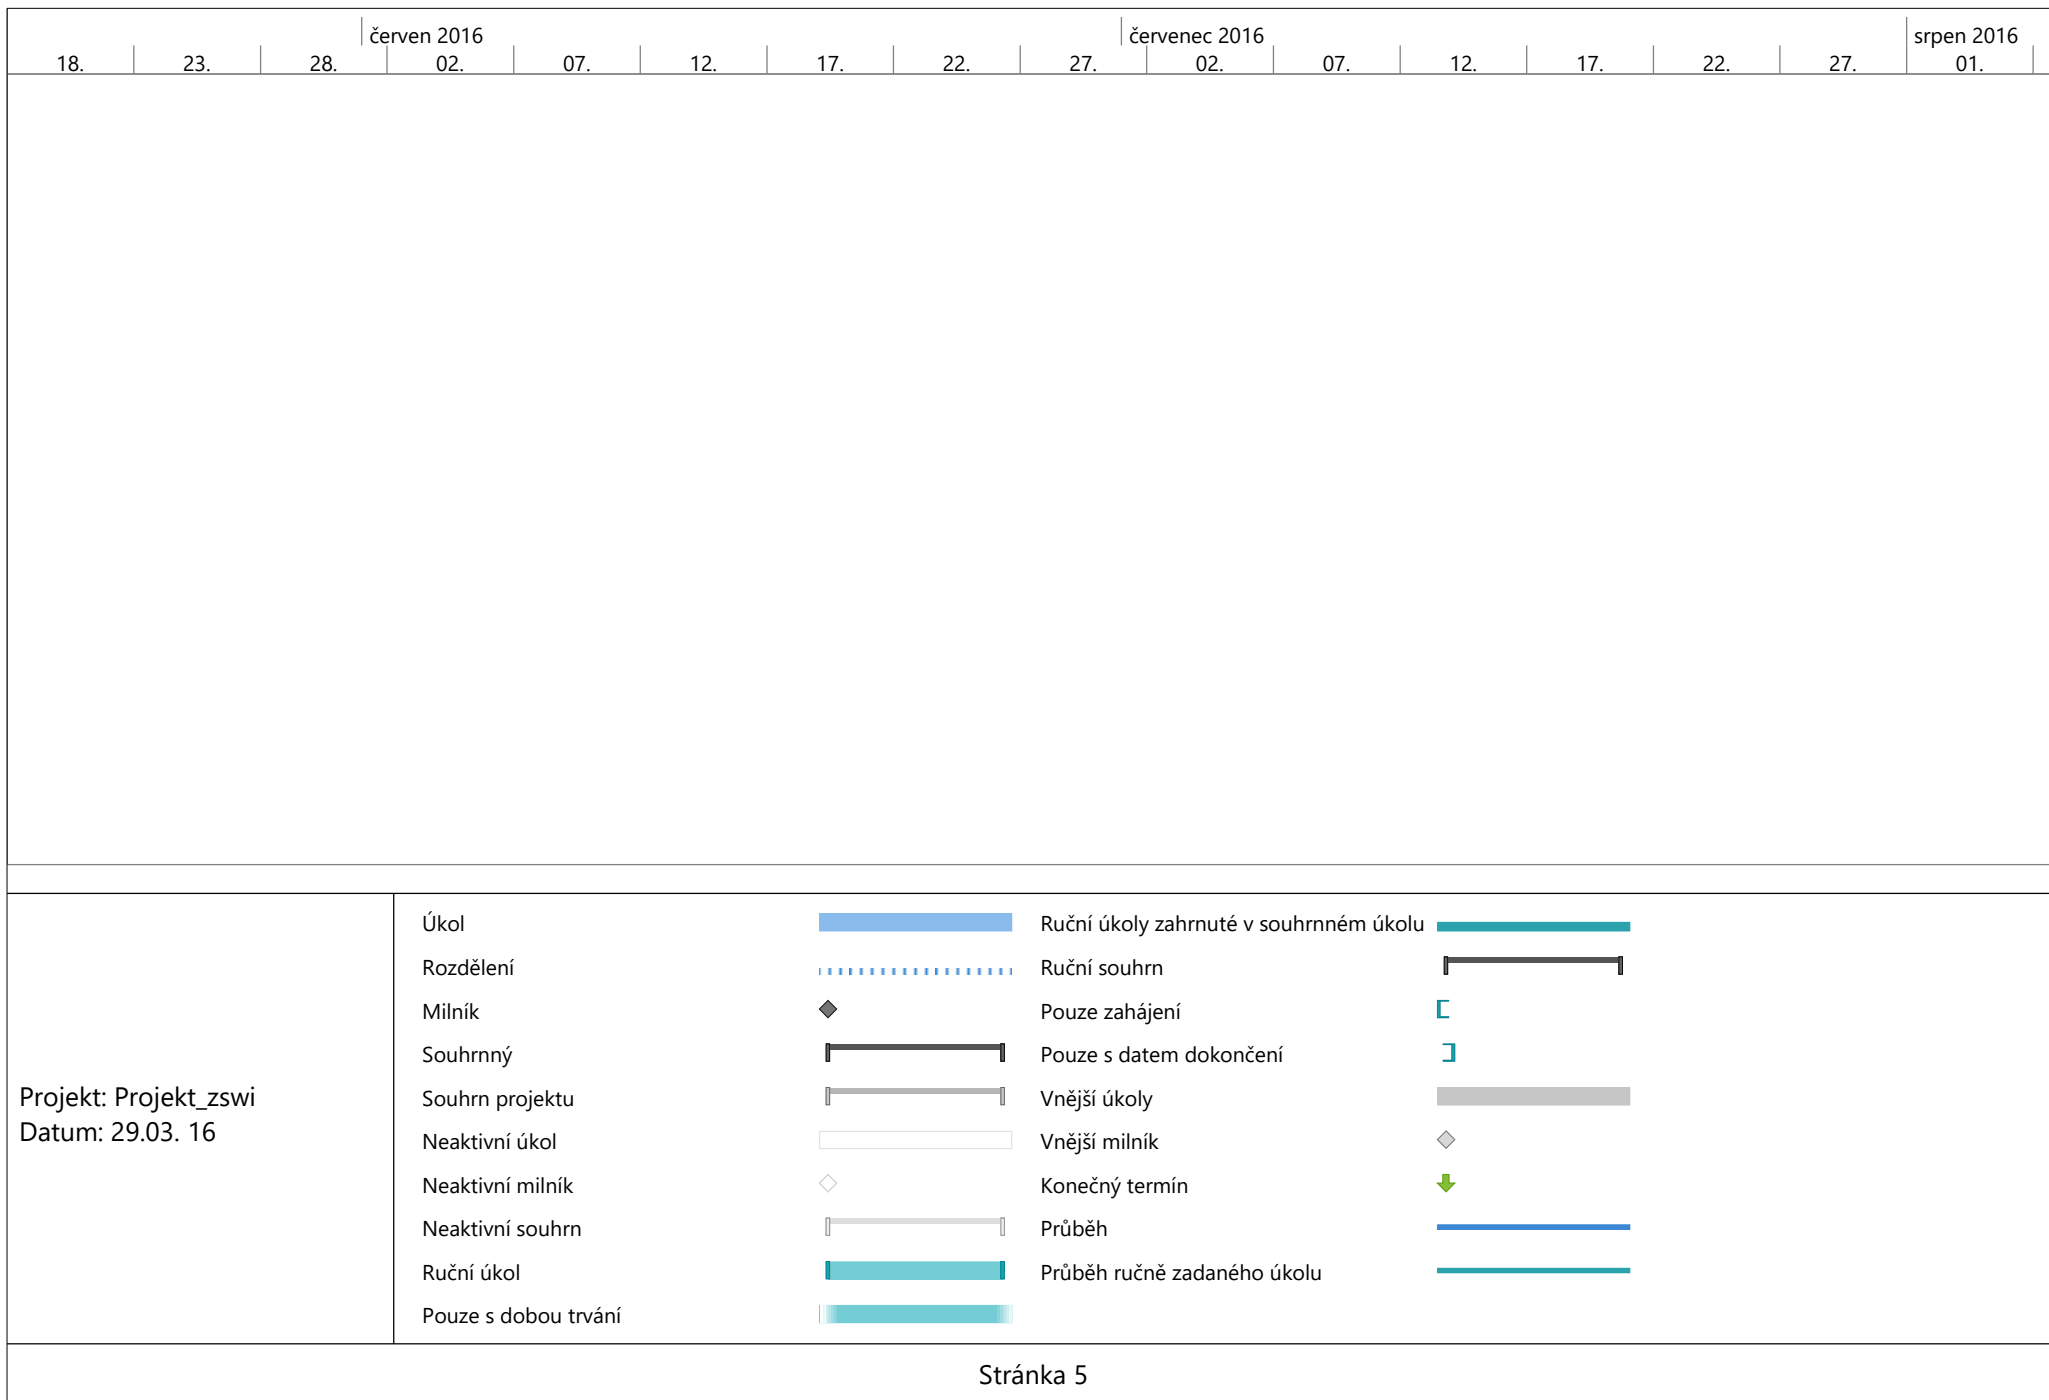 červen 2016 červenec 2016 srpen 2016
18. 23. 28. 02. 07. 12. 17. 22. 27. 02. 07. 12. 17. 22. 27. 01.
Projekt: Projekt_zswi
Datum: 29.03. 16
Úkol
Rozdělení
Milník
Souhrnný
Souhrn projektu
Neaktivní úkol
Neaktivní milník
Neaktivní souhrn
Ruční úkol
Pouze s dobou trvání
Ruční úkoly zahrnuté v souhrnném úkolu
Ruční souhrn
Pouze zahájení
Pouze s datem dokončení
Vnější úkoly
Vnější milník
Konečný termín
Průběh
Průběh ručně zadaného úkolu
Stránka 5